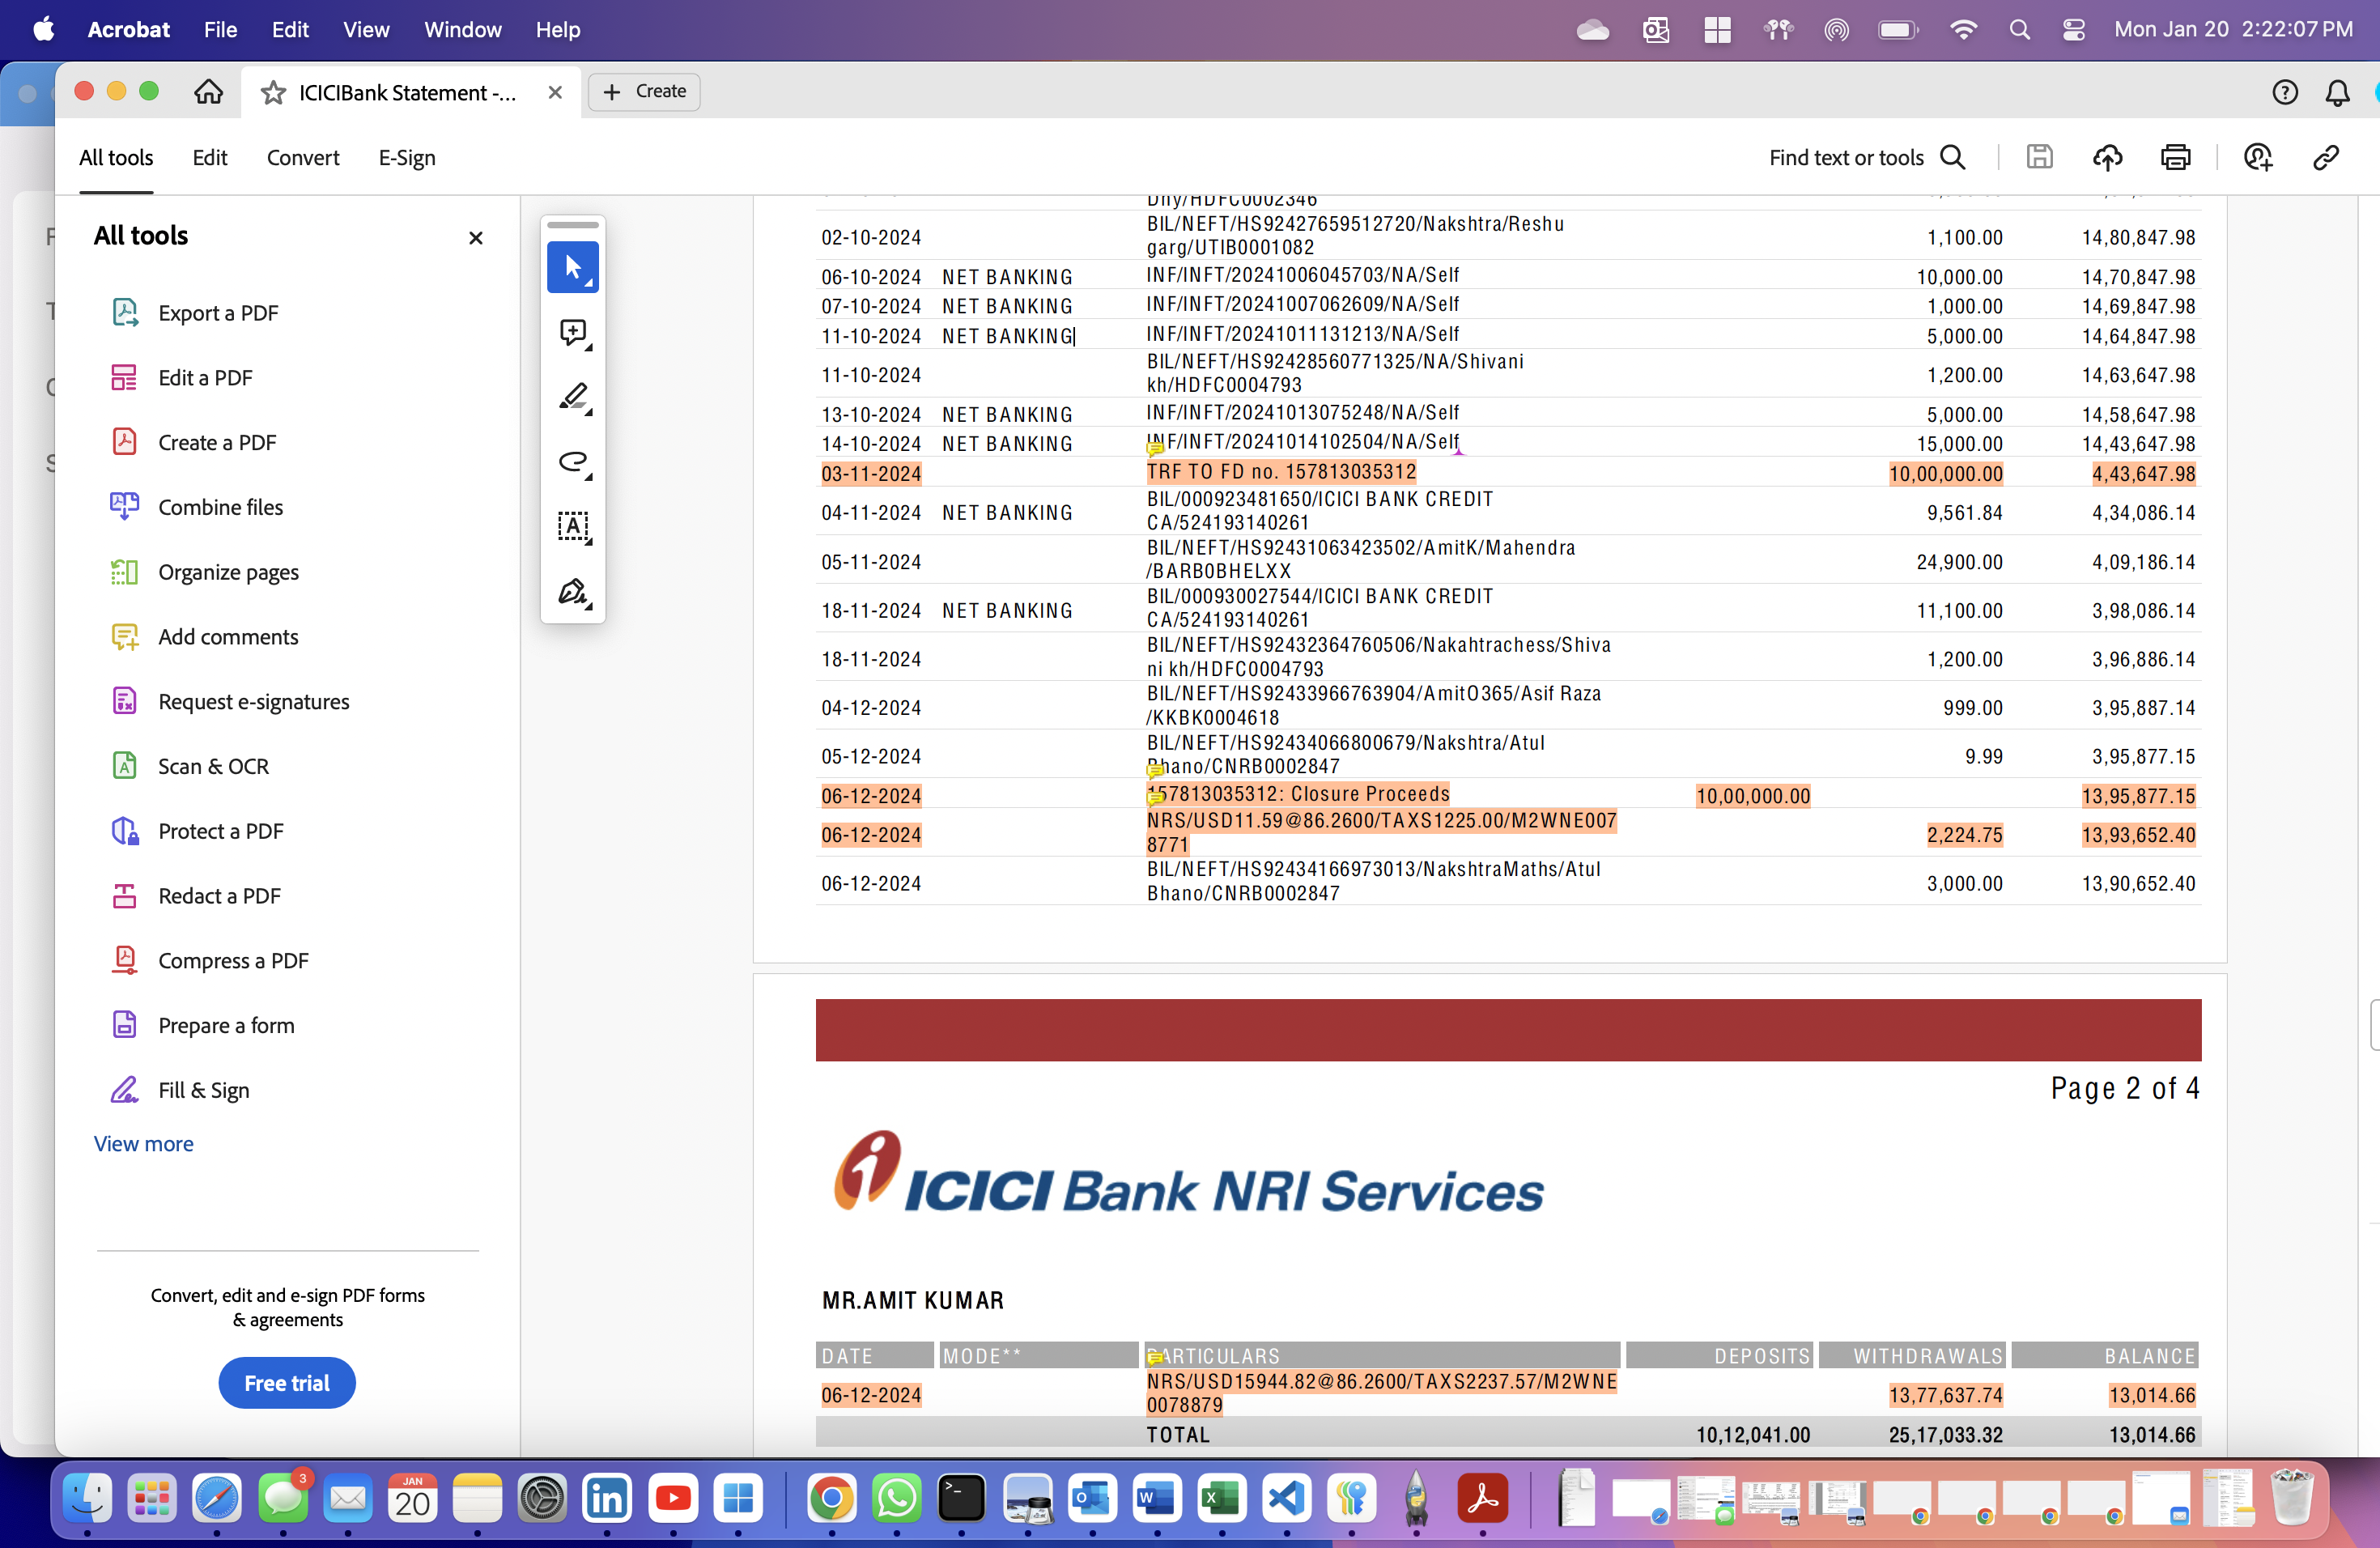 Acrobat File Edit View Window Help
Mon Jan 20 2:22:07 PM
ICICIBank Statement -...
Create
All tools Edit Convert E-Sign
Find text or tools
All tools
Export a PDF
Edit a PDF
Create a PDF
Combine files
Organize pages
Add comments
Request e-signatures
Scan & OCR
Protect a PDF
Redact a PDF
Compress a PDF
Prepare a form
Fill & Sign
View more
Convert, edit and e-sign PDF forms
& agreements
Free trial
02-10-2024 BIL/NEFT/HS92427659512720/Nakshtra/Reshu 1,100.00 14,80,847.98
garg/UTIB0001082
06-10-2024 NET BANKING INF/INFT/20241006045703/NA/Self 10,000.00 14,70,847.98
07-10-2024 NET BANKING INF/INFT/20241007062609/NA/Self 1,000.00 14,69,847.98
11-10-2024 NET BANKING INF/INFT/20241011131213/NA/Self 5,000.00 14,64,847.98
11-10-2024 BIL/NEFT/HS92428560771325/NA/Shivani 1,200.00 14,63,647.98
kh/HDFC0004793
13-10-2024 NET BANKING INF/INFT/20241013075248/NA/Self 5,000.00 14,58,647.98
14-10-2024 NET BANKING INF/INFT/20241014102504/NA/Self 15,000.00 14,43,647.98
03-11-2024 TRF TO FD no. 157813035312 10,00,000.00 4,43,647.98
04-11-2024 NET BANKING BIL/000923481650/ICICI BANK CREDIT 9,561.84 4,34,086.14
CA/524193140261
05-11-2024 BIL/NEFT/HS92431063423502/AmitK/Mahendra 24,900.00 4,09,186.14
/BARB0BHELXX
18-11-2024 NET BANKING BIL/000930027544/ICICI BANK CREDIT 11,100.00 3,98,086.14
CA/524193140261
18-11-2024 BIL/NEFT/HS92432364760506/Nakahtrachess/Shiva 1,200.00 3,96,886.14
ni kh/HDFC0004793
04-12-2024 BIL/NEFT/HS92433966763904/AmitO365/Asif Raza 999.00 3,95,887.14
/KKBK0004618
05-12-2024 BIL/NEFT/HS92434066800679/Nakshtra/Atul 9.99 3,95,877.15
Bhano/CNRB0002847
06-12-2024 157813035312: Closure Proceeds 10,00,000.00 13,95,877.15
06-12-2024 NRS/USD11.59@86.2600/TAXS1225.00/M2WNE007 2,224.75 13,93,652.40
8771
06-12-2024 BIL/NEFT/HS92434166973013/NakshtraMaths/Atul 3,000.00 13,90,652.40
Bhano/CNRB0002847
Page 2 of 4
ICICI Bank NRI Services
MR.AMIT KUMAR
DATE MODE** PARTICULARS DEPOSITS WITHDRAWALS BALANCE
06-12-2024 NRS/USD15944.82@86.2600/TAXS2237.57/M2WNE 13,77,637.74 13,014.66
0078879
TOTAL 10,12,041.00 25,17,033.32 13,014.66
3
JAN
20